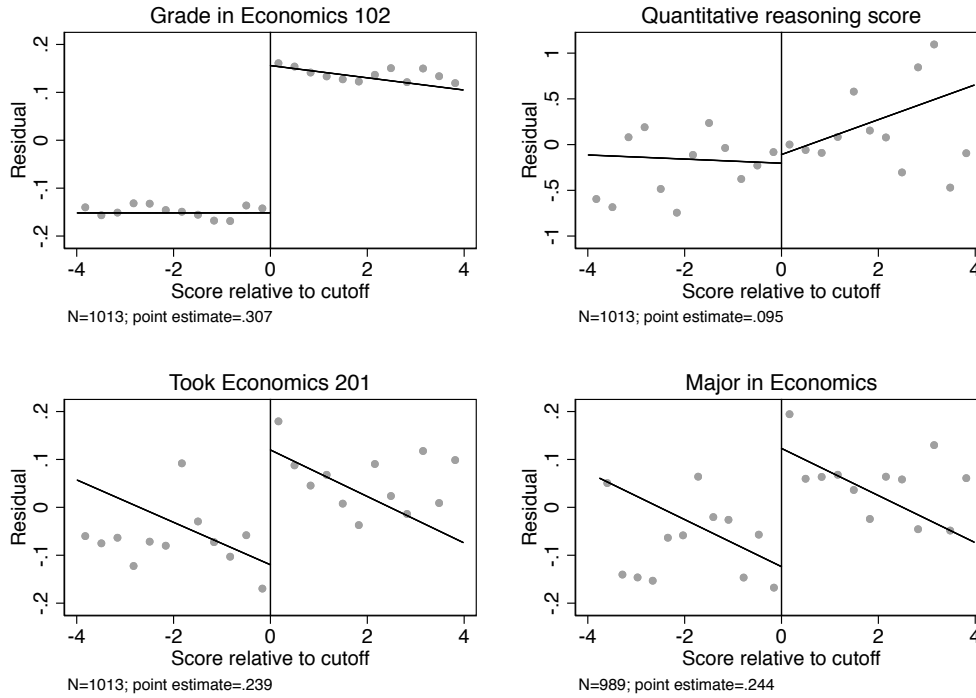 Grade in Economics 102
Residual
.2
.1
0
-.1
-.2
-4
-2
0
2
4
Score relative to cutoff
N=1013; point estimate=.307
Quantitative reasoning score
Residual
1
.5
0
-.5
-1
-4
-2
0
2
4
Score relative to cutoff
N=1013; point estimate=.095
Took Economics 201
Residual
.2
.1
0
-.1
-.2
-4
-2
0
2
4
Score relative to cutoff
N=1013; point estimate=.239
Major in Economics
Residual
.2
.1
0
-.1
-.2
-4
-2
0
2
4
Score relative to cutoff
N=989; point estimate=.244